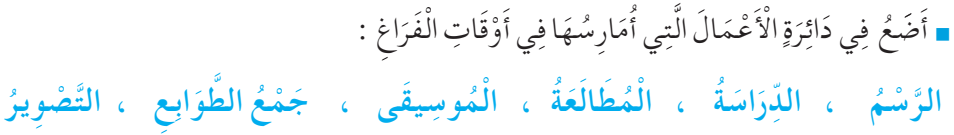 ▪ أَضَعُ فِي دَائِرَةٍ الْأَعْمَالَ الَّتِي أُمَارِسُهَا فِي أَوْقَاتِ الْفَرَاغِ :
الرَّسْمُ ، الدِّرَاسَةُ ، الْمُطَالَعَةُ ، الْمُوسِيقَى ، جَمْعُ الطَّوَابِعِ ، التَّصْوِيرُ